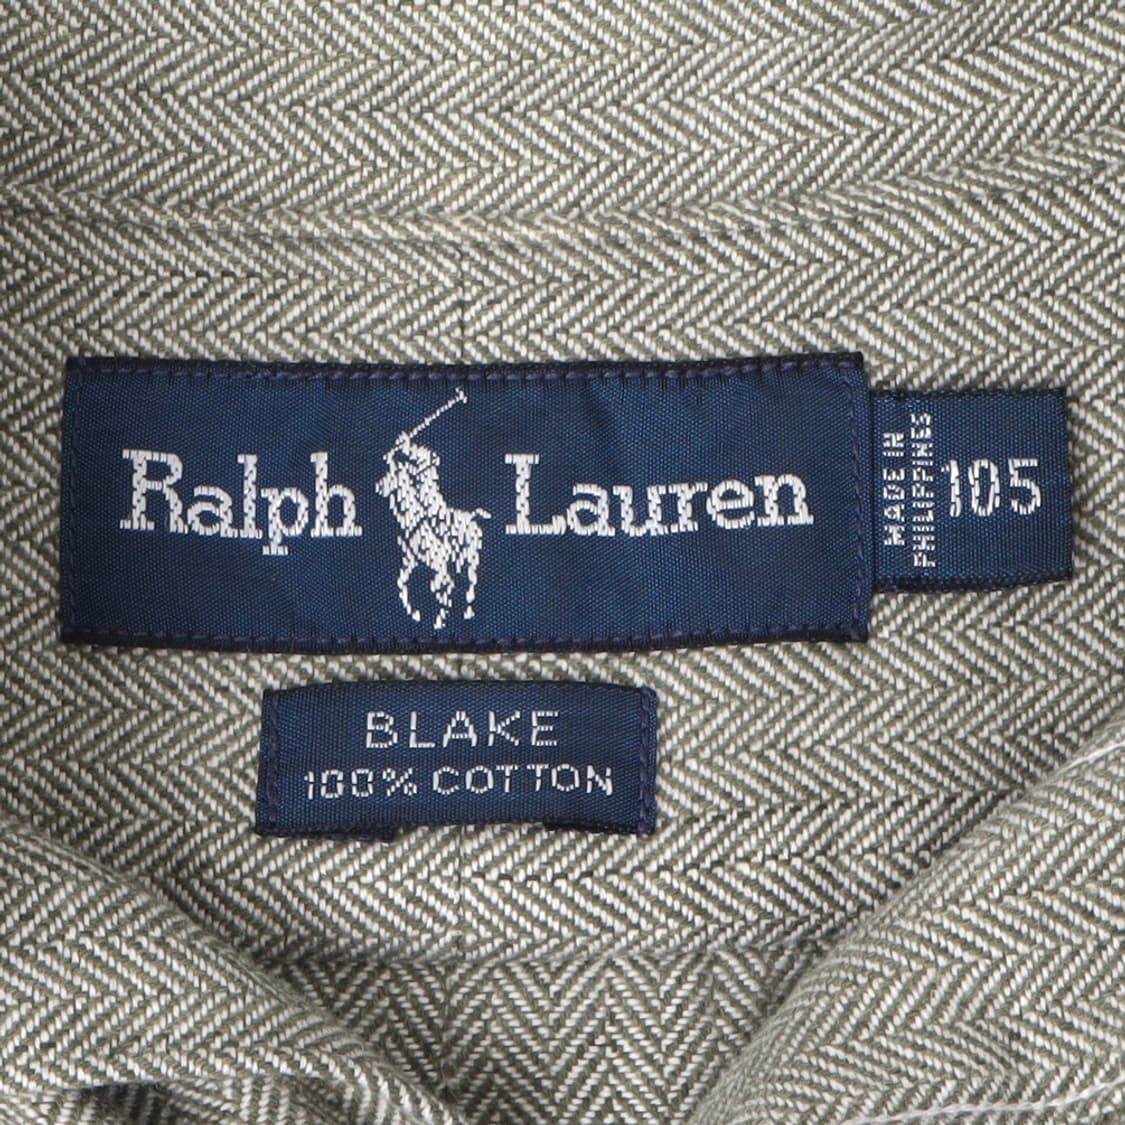 Ralph Lauren
MADE IN
PHILIPPINES
105
BLAKE
100% COTTON